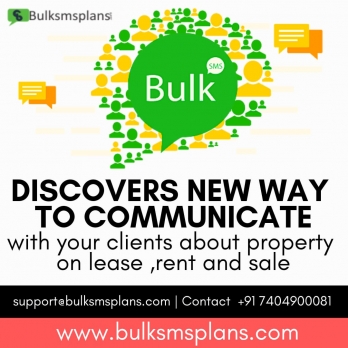 Bulksmsplans
SMS
Bulk
DISCOVERS NEW WAY
TO COMMUNICATE
with your clients about property
on lease ,rent and sale
support@bulksmsplans.com | Contact +91 7404900081
www.bulksmsplans.com